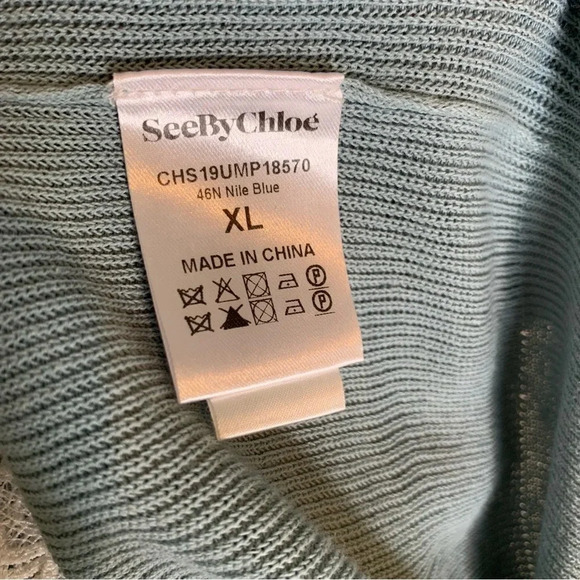 SeeByChloé
CHS19UMP18570
46N Nile Blue
XL
MADE IN CHINA
P
P